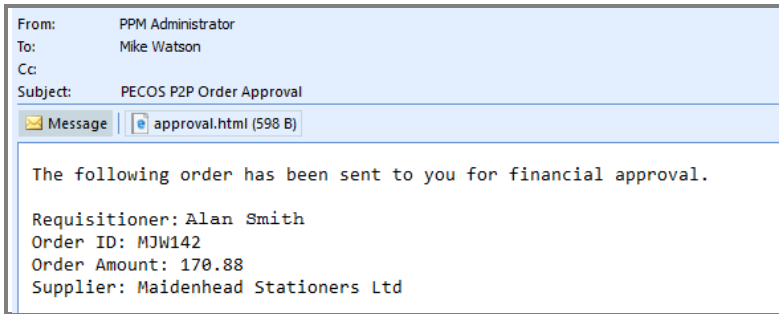 From: PPM Administrator
To: Mike Watson
Cc:
Subject: PECOS P2P Order Approval
Message approval.html (598 B)
The following order has been sent to you for financial approval.
Requisitioner: Alan Smith
Order ID: MJW142
Order Amount: 170.88
Supplier: Maidenhead Stationers Ltd